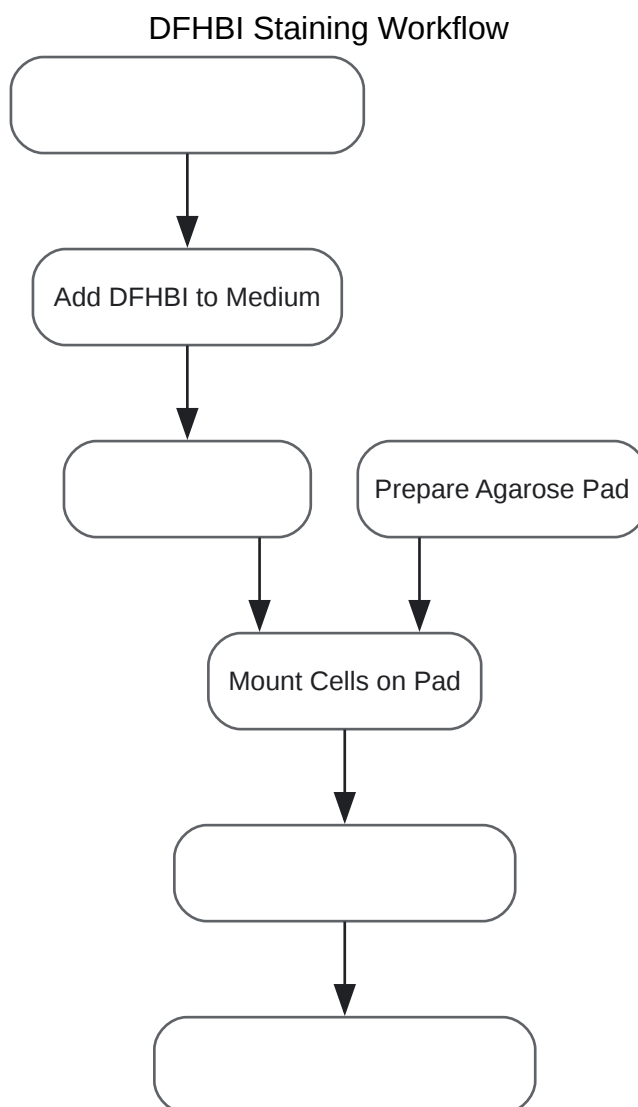 DFHBI Staining Workflow
Add DFHBI to Medium
Prepare Agarose Pad
Mount Cells on Pad